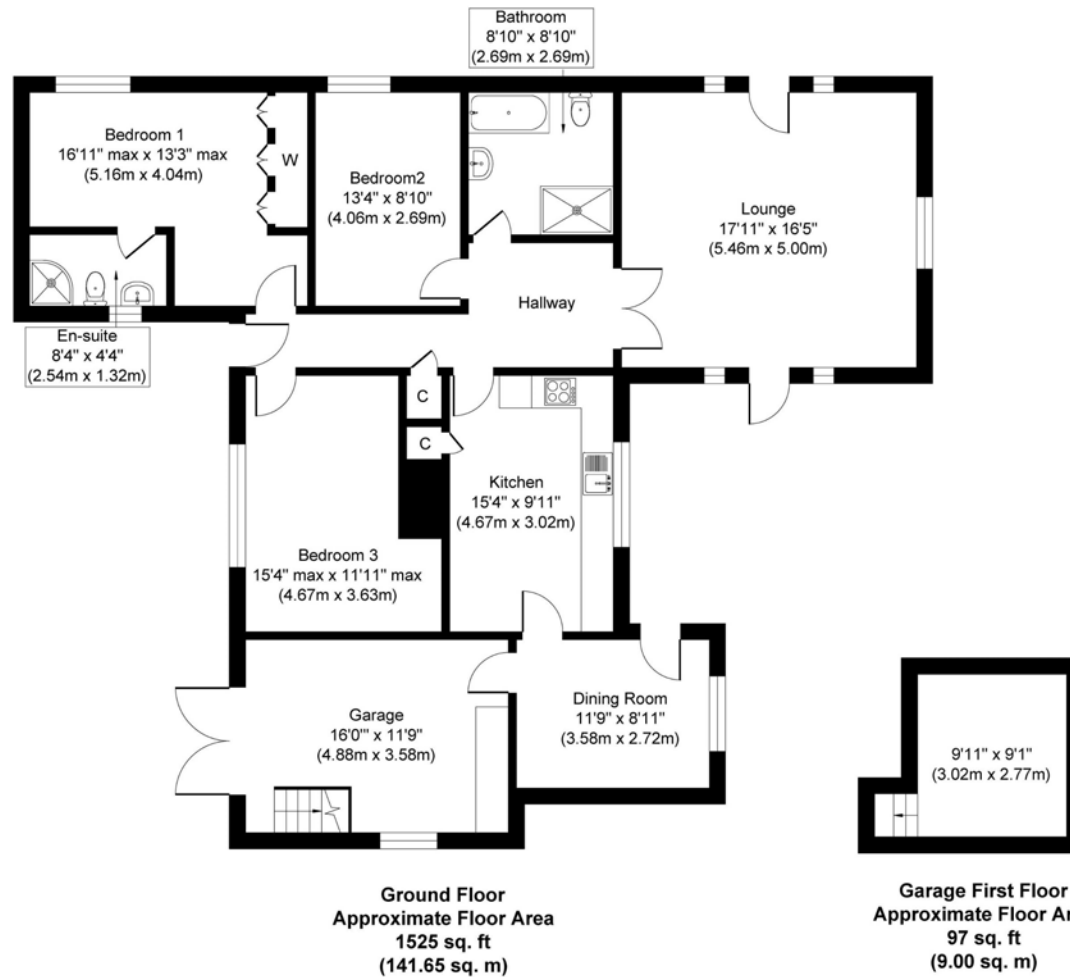 Bathroom
8'10" x 8'10"
(2.69m x 2.69m)
Bedroom 1
16'11" max x 13'3" max
(5.16m x 4.04m)
W
Bedroom2
13'4" x 8'10"
(4.06m x 2.69m)
Lounge
17'11" x 16'5"
(5.46m x 5.00m)
Hallway
En-suite
8'4" x 4'4"
(2.54m x 1.32m)
C
C
Kitchen
15'4" x 9'11"
(4.67m x 3.02m)
Bedroom 3
15'4" max x 11'11" max
(4.67m x 3.63m)
Garage
16'0'" x 11'9"
(4.88m x 3.58m)
Dining Room
11'9" x 8'11"
(3.58m x 2.72m)
9'11" x 9'1"
(3.02m x 2.77m)
Ground Floor
Approximate Floor Area
1525 sq. ft
(141.65 sq. m)
Garage First Floor
Approximate Floor
97 sq. ft
(9.00 sq. m)